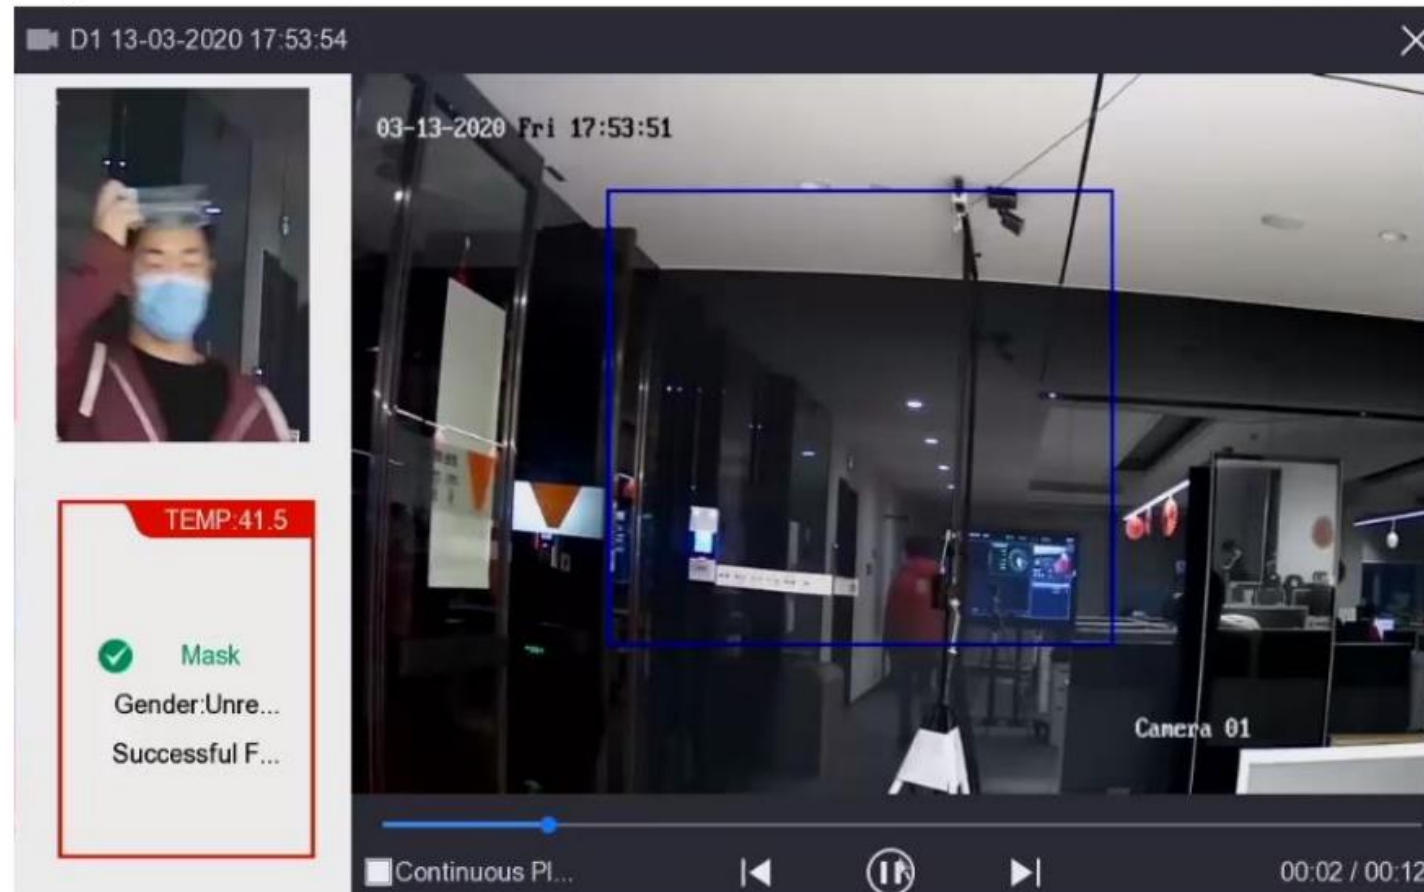 D1 13-03-2020 17:53:54
03-13-2020 Fri 17:53:51
TEMP:41.5
Mask
Gender:Unre...
Successful F...
Camera 01
Continuous Pl...
00:02 / 00:12